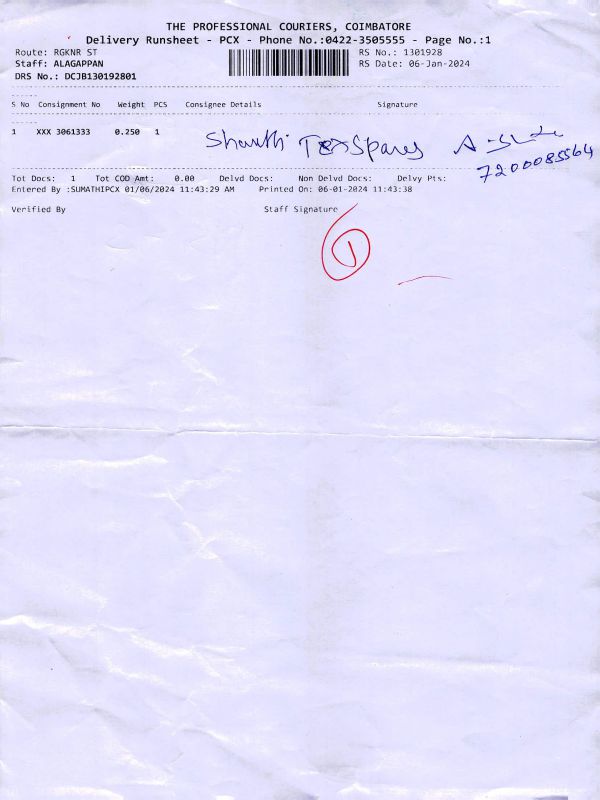 THE PROFESSIONAL COURIERS, COIMBATORE
Delivery Runsheet - PCX - Phone No.:0422-3505555 - Page No.:1
Route: RGKNR ST
RS No.: 1301928
Staff: ALAGAPPAN
RS Date: 06-Jan-2024
DRS No.: DCJB130192801
S No Consignment No Weight PCS Consignee Details Signature
1 XXX 3061333 0.250 1 Shanthi Tex Spares
7200085564
Tot Docs: 1 Tot COD Amt: 0.00 Delvd Docs: Non Delvd Docs: Delvy Pts:
Entered By :SUMATHIPCX 01/06/2024 11:43:29 AM Printed On: 06-01-2024 11:43:38
Verified By Staff Signature
1